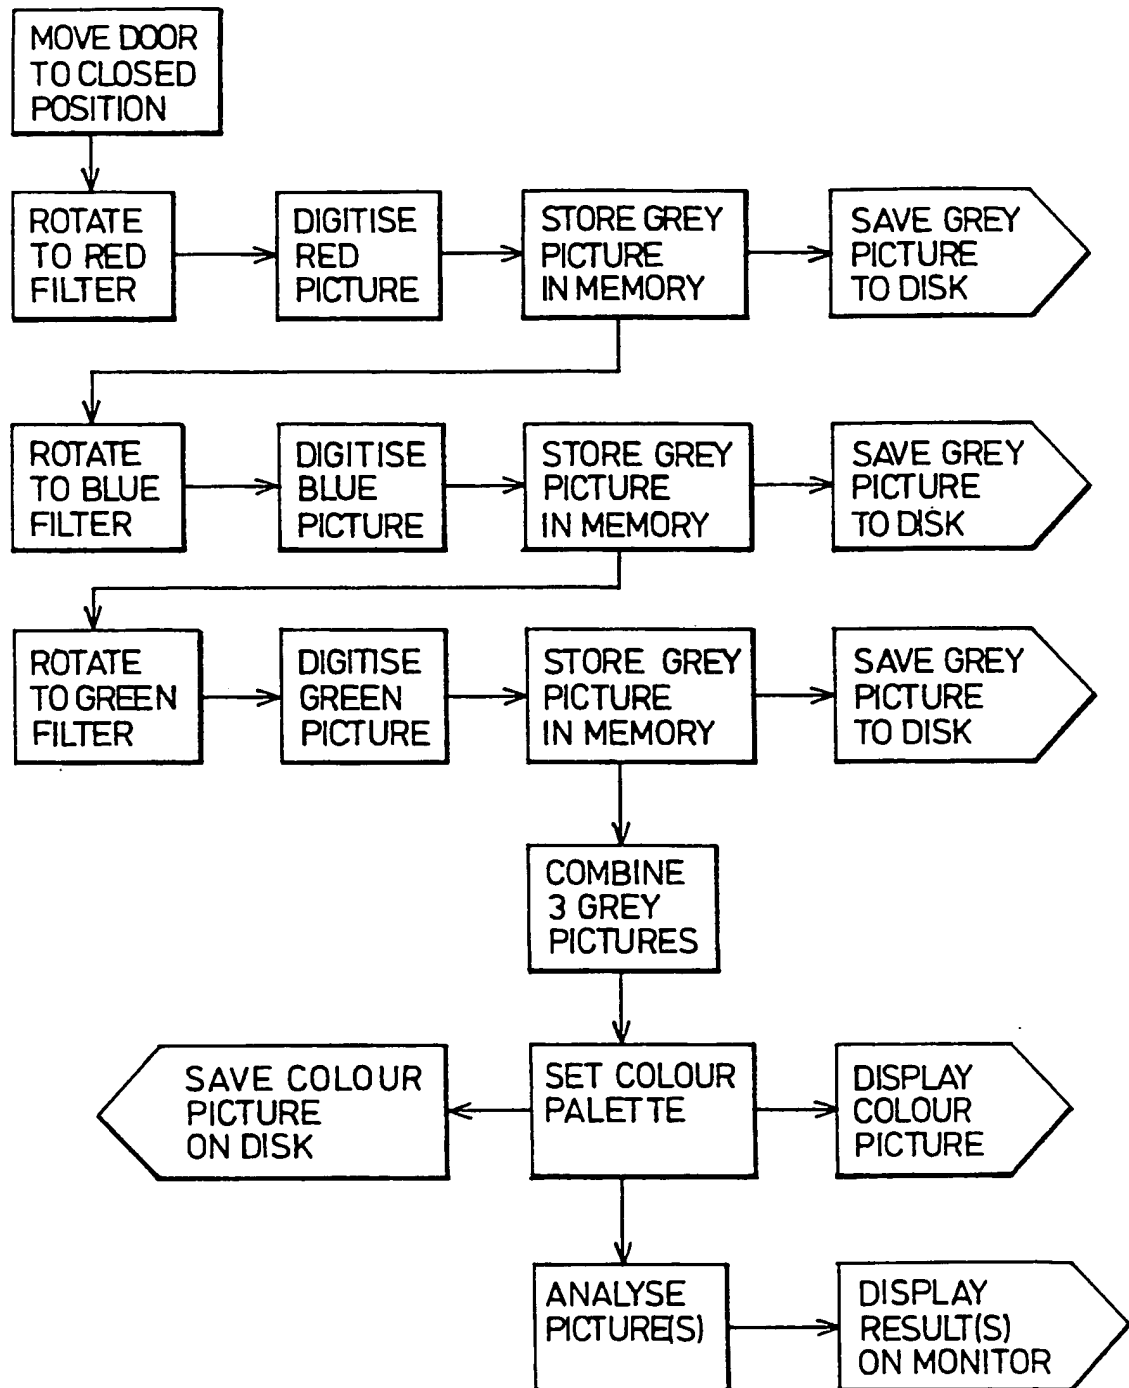 MOVE DOOR
TO CLOSED
POSITION
ROTATE
TO RED
FILTER
DIGITISE
RED
PICTURE
STORE GREY
PICTURE
IN MEMORY
SAVE GREY
PICTURE
TO DISK
ROTATE
TO BLUE
FILTER
DIGITISE
BLUE
PICTURE
STORE GREY
PICTURE
IN MEMORY
SAVE GREY
PICTURE
TO DISK
ROTATE
TO GREEN
FILTER
DIGITISE
GREEN
PICTURE
STORE GREY
PICTURE
IN MEMORY
SAVE GREY
PICTURE
TO DISK
COMBINE
3 GREY
PICTURES
SAVE COLOUR
PICTURE
ON DISK
SET COLOUR
PALETTE
DISPLAY
COLOUR
PICTURE
ANALYSE
PICTURE(S)
DISPLAY
RESULT(S)
ON MONITOR